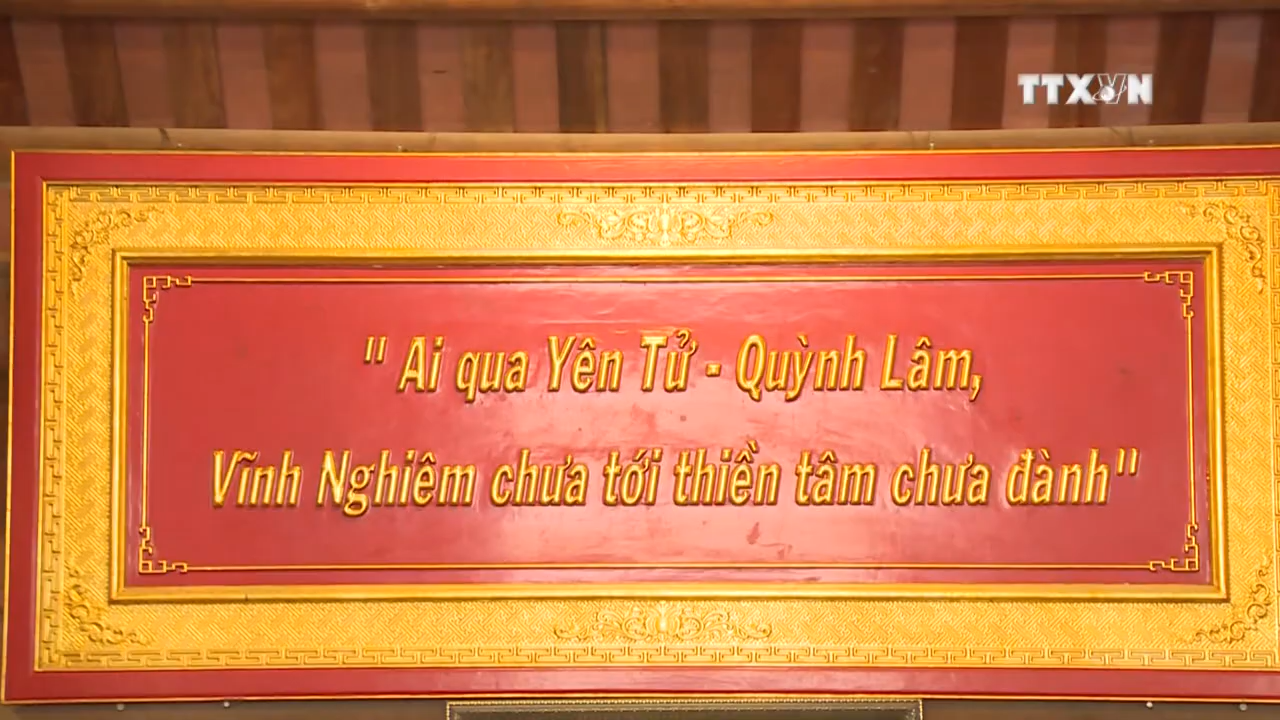 TTXVN
" Ai qua Yên Tử - Quỳnh Lâm,
Vĩnh Nghiêm chưa tới thiền tâm chưa đành"